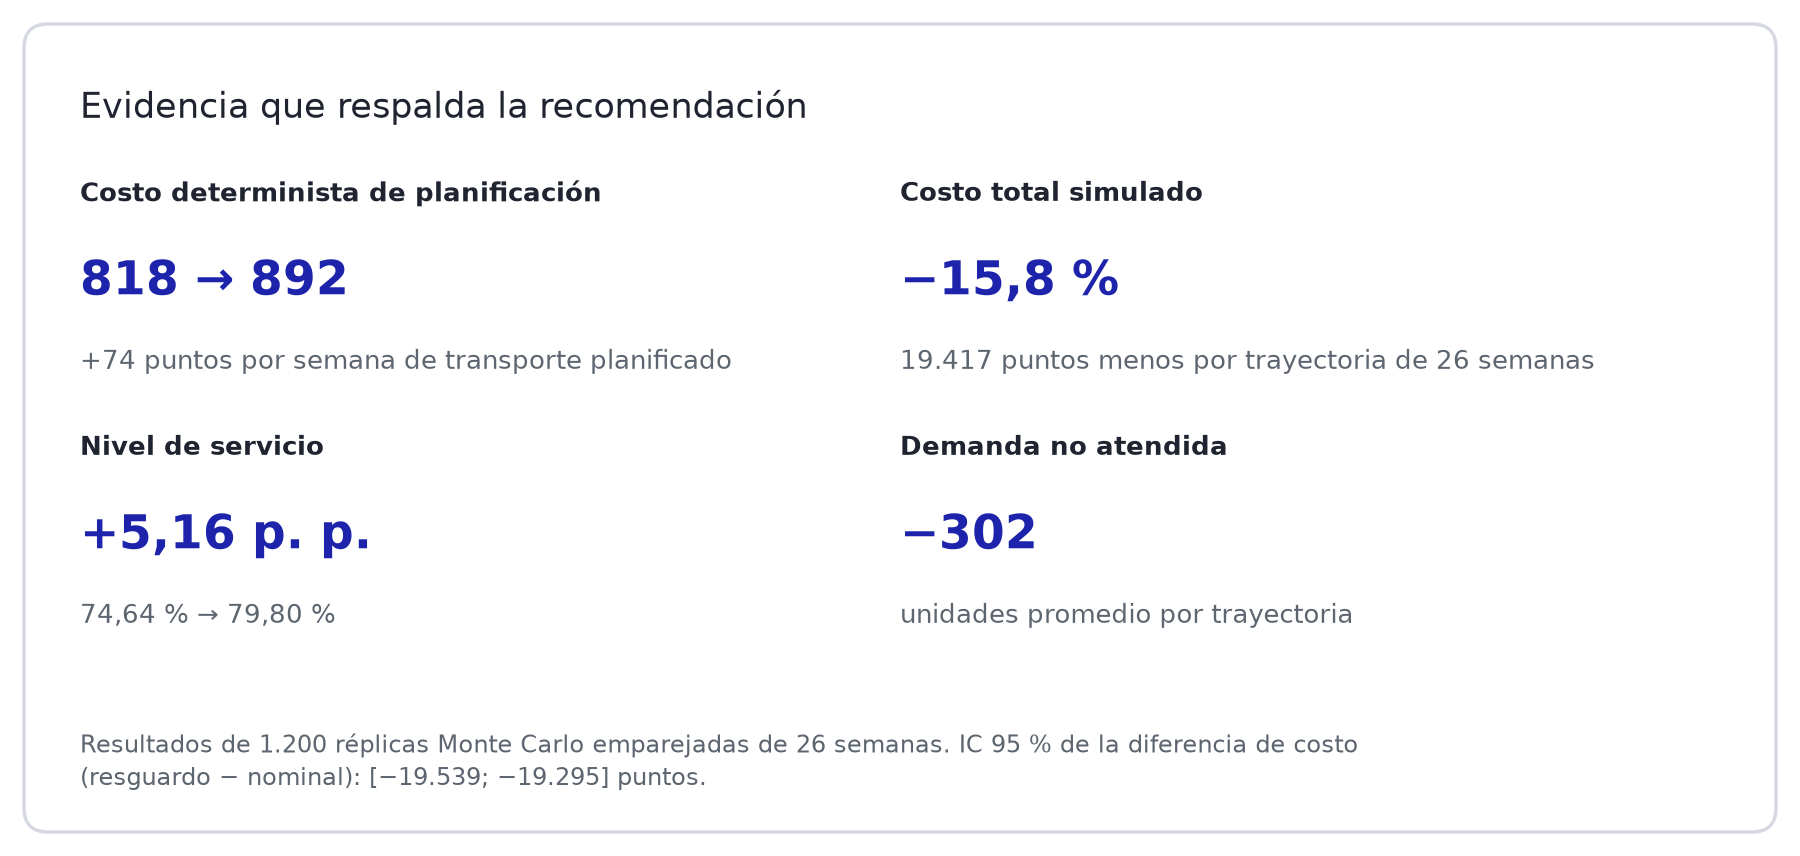 Evidencia que respalda la recomendación
Costo determinista de planificación
818 → 892
+74 puntos por semana de transporte planificado
Costo total simulado
−15,8 %
19.417 puntos menos por trayectoria de 26 semanas
Nivel de servicio
+5,16 p. p.
74,64 % → 79,80 %
Demanda no atendida
−302
unidades promedio por trayectoria
Resultados de 1.200 réplicas Monte Carlo emparejadas de 26 semanas. IC 95 % de la diferencia de costo
(resguardo − nominal): [−19.539; −19.295] puntos.